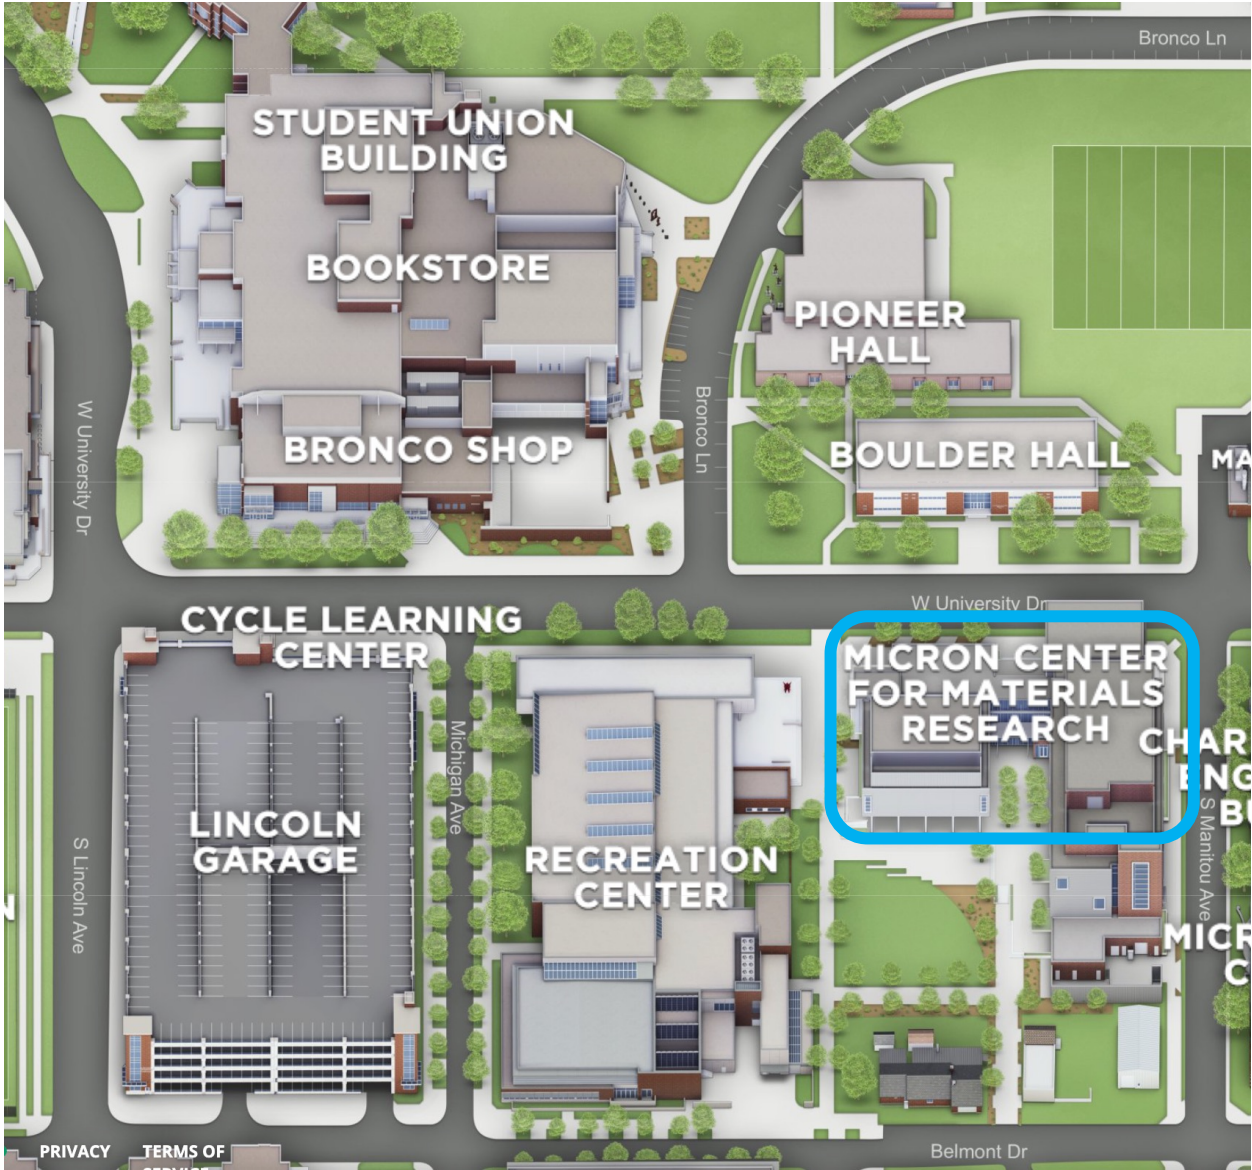 Bronco Ln
STUDENT UNION
BUILDING
BOOKSTORE
PIONEER
HALL
W University Dr
Bronco Ln
BRONCO SHOP
BOULDER HALL
MA
W University Dr
CYCLE LEARNING
CENTER
MICRON CENTER
FOR MATERIALS
RESEARCH
CHAR
ENG
BU
Michigan Ave
LINCOLN
GARAGE
S Lincoln Ave
RECREATION
CENTER
S Manitou Ave
N
MICR
C
Belmont Dr
PRIVACY
TERMS OF
SERVICE